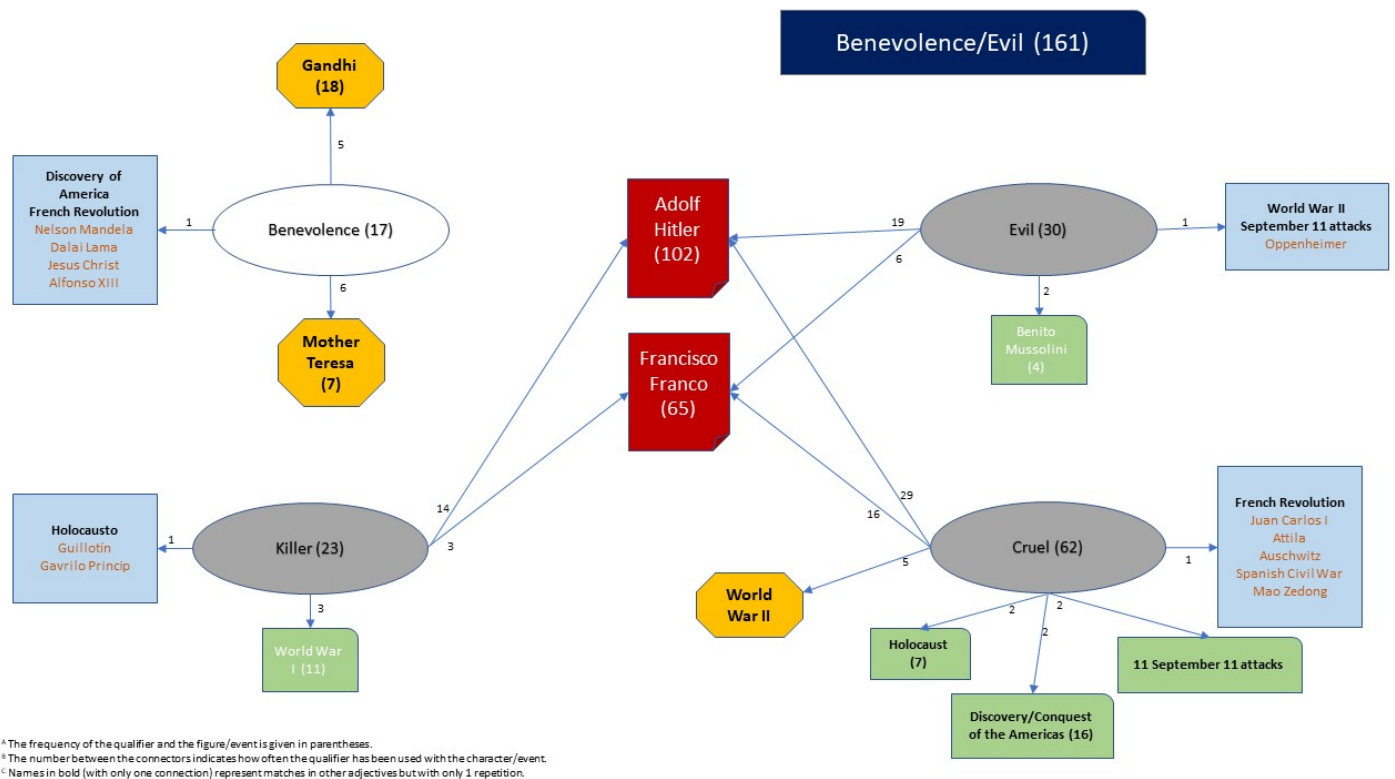 Benevolence/Evil (161)
Gandhi
(18)
5
Discovery of
America
French Revolution
Nelson Mandela
Dalai Lama
Jesus Christ
Alfonso XIII
1
Benevolence (17)
6
Mother
Teresa
(7)
Adolf
Hitler
(102)
Francisco
Franco
(65)
19
6
Evil (30)
1
World War II
September 11 attacks
Oppenheimer
2
Benito
Mussolini
(4)
Holocausto
Guillotín
Gavrilo Princip
1
Killer (23)
14
3
3
World War
I (11)
29
16
5
Cruel (62)
1
French Revolution
Juan Carlos I
Attila
Auschwitz
Spanish Civil War
Mao Zedong
World
War II
2
2
2
Holocaust
(7)
Discovery/Conquest
of the Americas (16)
11 September 11 attacks
A The frequency of the qualifier and the figure/event is given in parentheses.
B The number between the connectors indicates how often the qualifier has been used with the character/event.
C Names in bold (with only one connection) represent matches in other adjectives but with only 1 repetition.